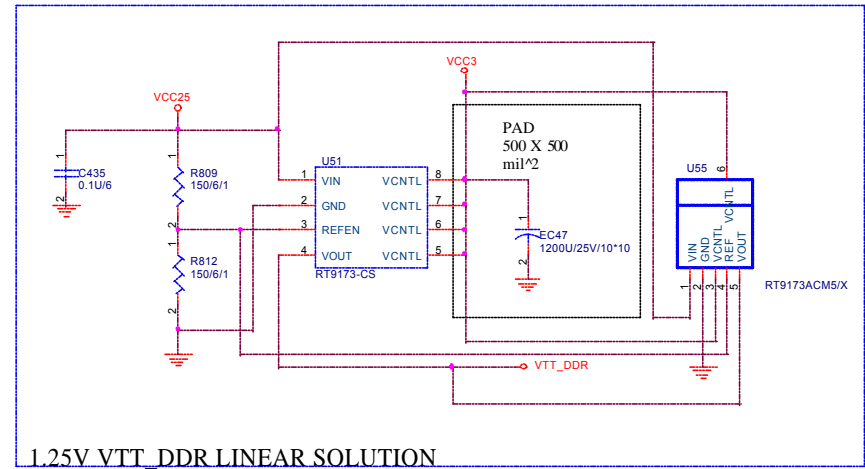 VCC3
VCC25
PAD
500 X 500
mil^2
C435
0.1U/6
1
2
R809
150/6/1
2
1
R812
150/6/1
2
U51
1 VIN VCNTL 8
2 GND VCNTL 7
3 REFEN VCNTL 6
4 VOUT VCNTL 5
RT9173-CS
1
EC47
1200U/25V/10*10
2
U55
6
VCNTL
VIN
GND
VCNTL
REF
VOUT
1
2
3
4
5
RT9173ACM5/X
VTT_DDR
1.25V VTT_DDR LINEAR SOLUTION